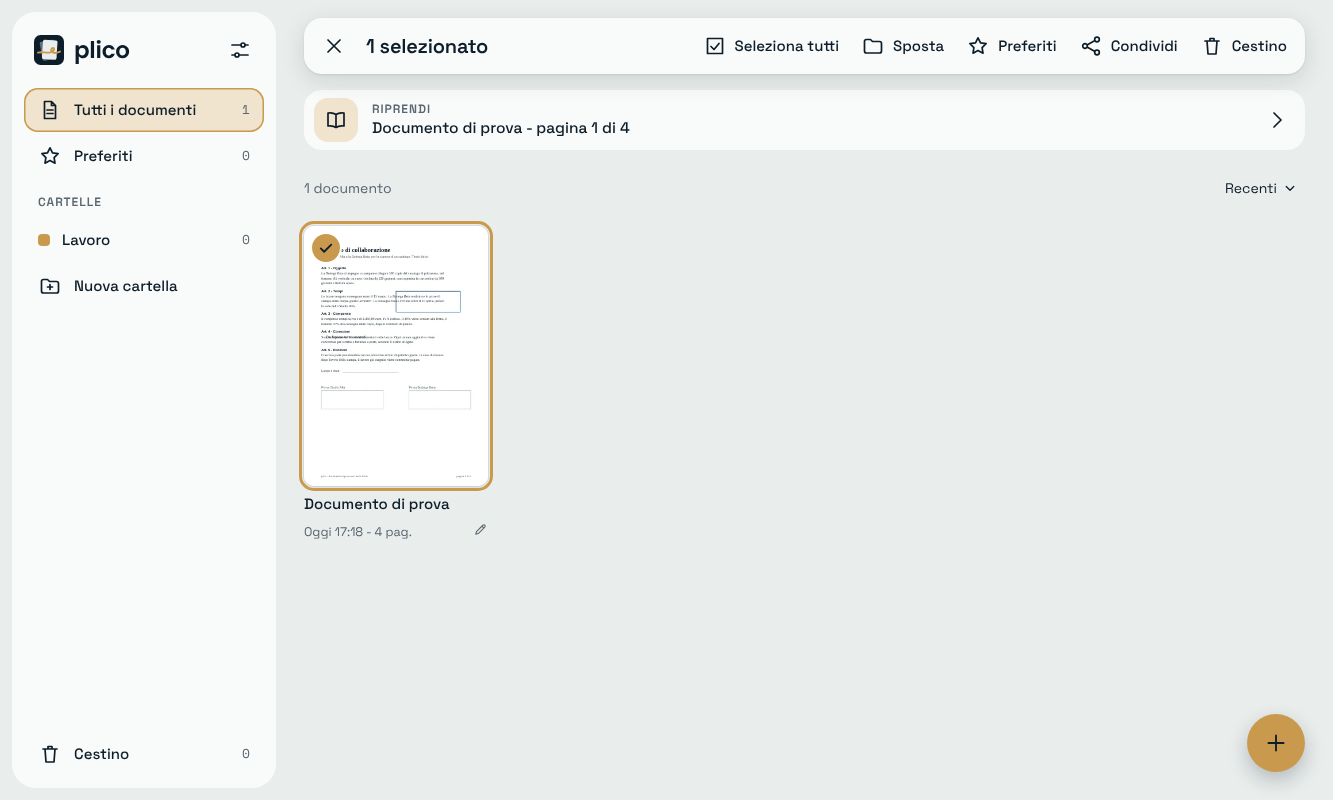 plico
Tutti i documenti 1
Preferiti 0
CARTELLE
Lavoro 0
Nuova cartella
Cestino 0
1 selezionato
Seleziona tutti
Sposta
Preferiti
Condividi
Cestino
RIPRENDI
Documento di prova - pagina 1 di 4
1 documento
Recenti
di collaborazione
Documento di prova
Oggi 17:18 - 4 pag.